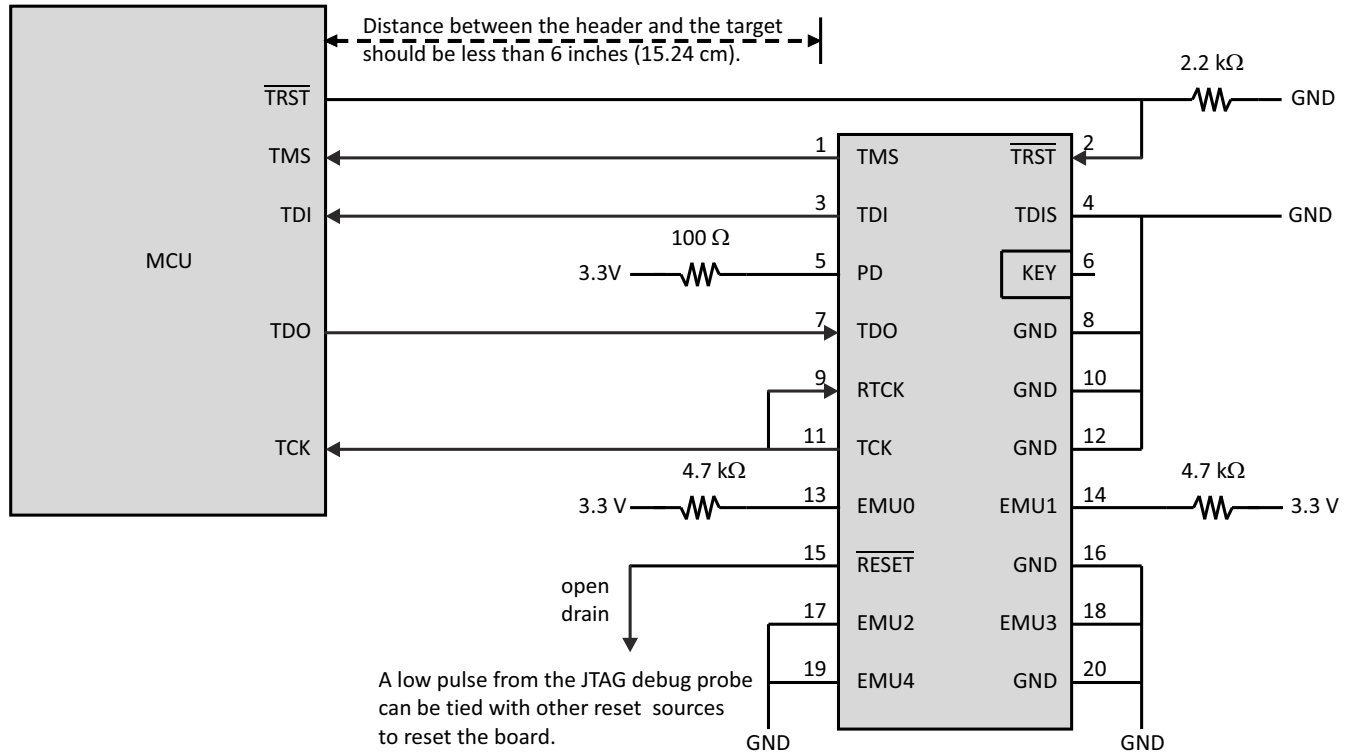 Distance between the header and the target
should be less than 6 inches (15.24 cm).
2.2 kΩ
TRST
GND
TMS
1
TMS
TRST
2
TDI
3
TDI
TDIS
4
GND
100 Ω
MCU
3.3V
5
PD
KEY
6
TDO
7
TDO
GND
8
9
RTCK
GND
10
TCK
11
TCK
GND
12
4.7 kΩ
4.7 kΩ
3.3 V
13
EMU0
EMU1
14
3.3 V
15
RESET
GND
16
open
drain
17
EMU2
EMU3
18
A low pulse from the JTAG debug probe
can be tied with other reset sources
to reset the board.
19
EMU4
GND
20
GND
GND